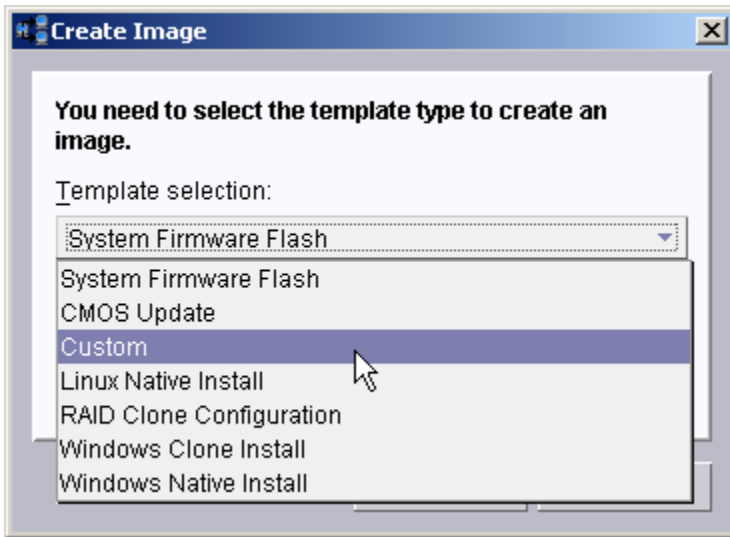 Create Image
You need to select the template type to create an
image.
Template selection:
System Firmware Flash
System Firmware Flash
CMOS Update
Custom
Linux Native Install
RAID Clone Configuration
Windows Clone Install
Windows Native Install